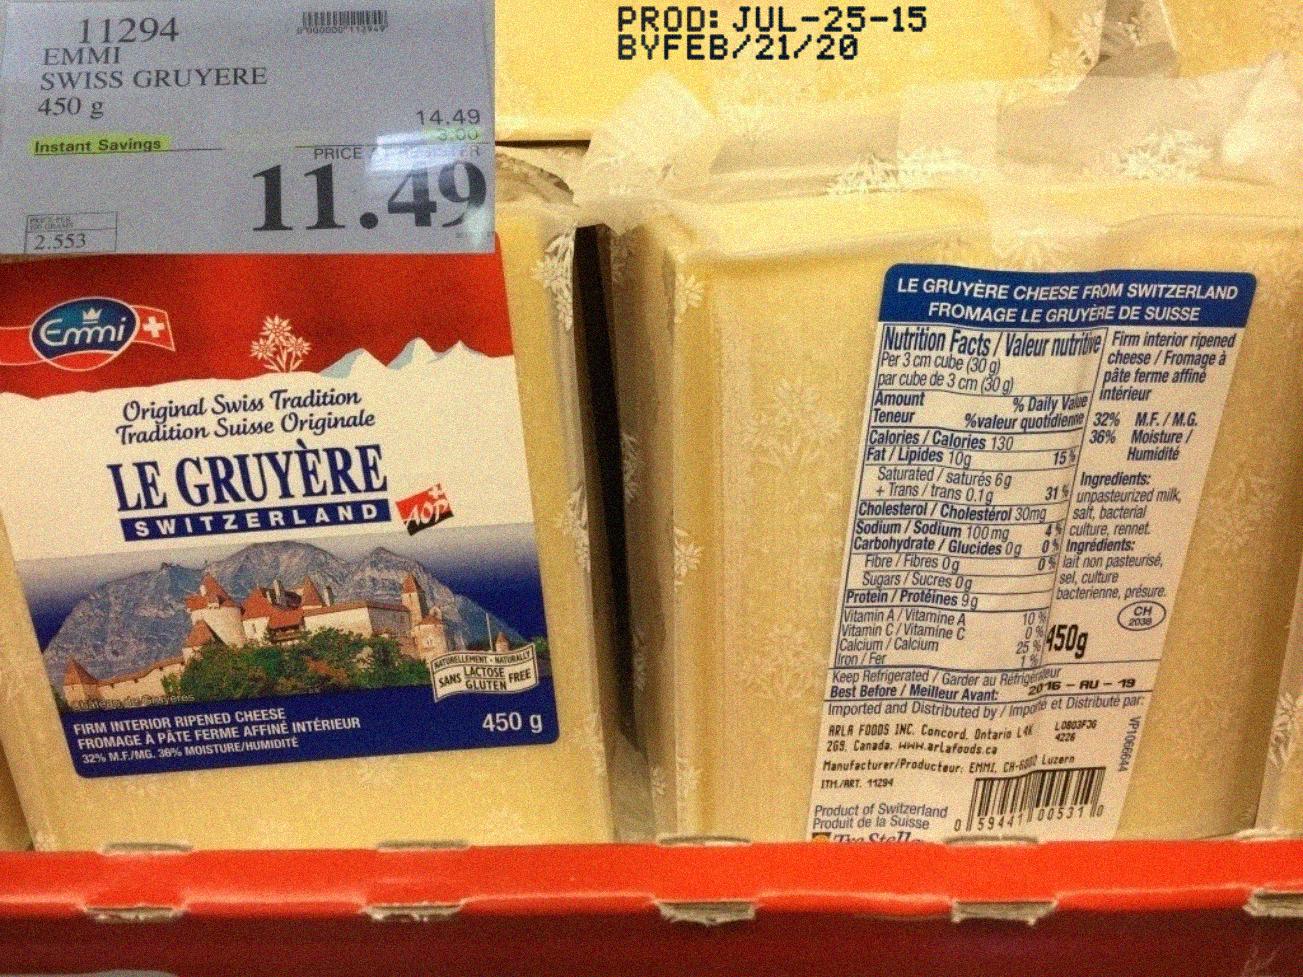 11294
EMMI
SWISS GRUYERE
450 g
14.49
Instant Savings
3.00
PRICE
11.49
2.553
PROD: JUL-25-15
BYFEB/21/20
Emmi
Original Swiss Tradition
Tradition Suisse Originale
LE GRUYÈRE
SWITZERLAND
AOP
NATURELLEMENT - NATURALLY
SANS LACTOSE FREE
GLUTEN
FIRM INTERIOR RIPENED CHEESE
FROMAGE À PÂTE FERME AFFINÉ INTÉRIEUR
32% M.F./MG. 36% MOISTURE/HUMIDITÉ
450 g
LE GRUYÈRE CHEESE FROM SWITZERLAND
FROMAGE LE GRUYÈRE DE SUISSE
Nutrition Facts / Valeur nutritive
Per 3 cm cube (30 g)
par cube de 3 cm (30 g)
Amount % Daily Value
Teneur %valeur quotidienne
Calories / Calories 130
Fat / Lipides 10g 15%
Saturated / saturés 6g
+ Trans / trans 0.1g 31%
Cholesterol / Cholestérol 30mg
Sodium / Sodium 100 mg 4%
Carbohydrate / Glucides 0g 0%
Fibre / Fibres 0g 0%
Sugars / Sucres 0g
Protein / Protéines 9g
Vitamin A / Vitamine A 10 %
Vitamin C / Vitamine C 0 %
Calcium / Calcium 25 %
Iron / Fer 1 %
Firm interior ripened
cheese / Fromage à
pâte ferme affiné
intérieur
32% M.F. / M.G.
36% Moisture /
Humidité
Ingredients:
unpasteurized milk,
salt, bacterial
culture, rennet.
Ingrédients:
lait non pasteurisé,
sel, culture
bacterienne, présure.
CH
2038
450g
Keep Refrigerated / Garder au Réfrigérateur
Best Before / Meilleur Avant: 2016 - AU - 19
Imported and Distributed by / Importé et Distribué par:
ARLA FOODS INC. Concord, Ontario L4K
2G9, Canada. www.arlafoods.ca
L0803F36
4226
Manufacturer/Producteur: EMMI, CH-6002 Luzern
ITM./ART. 11294
VP1066644
Product of Switzerland
Produit de la Suisse
0 59441 00531 0